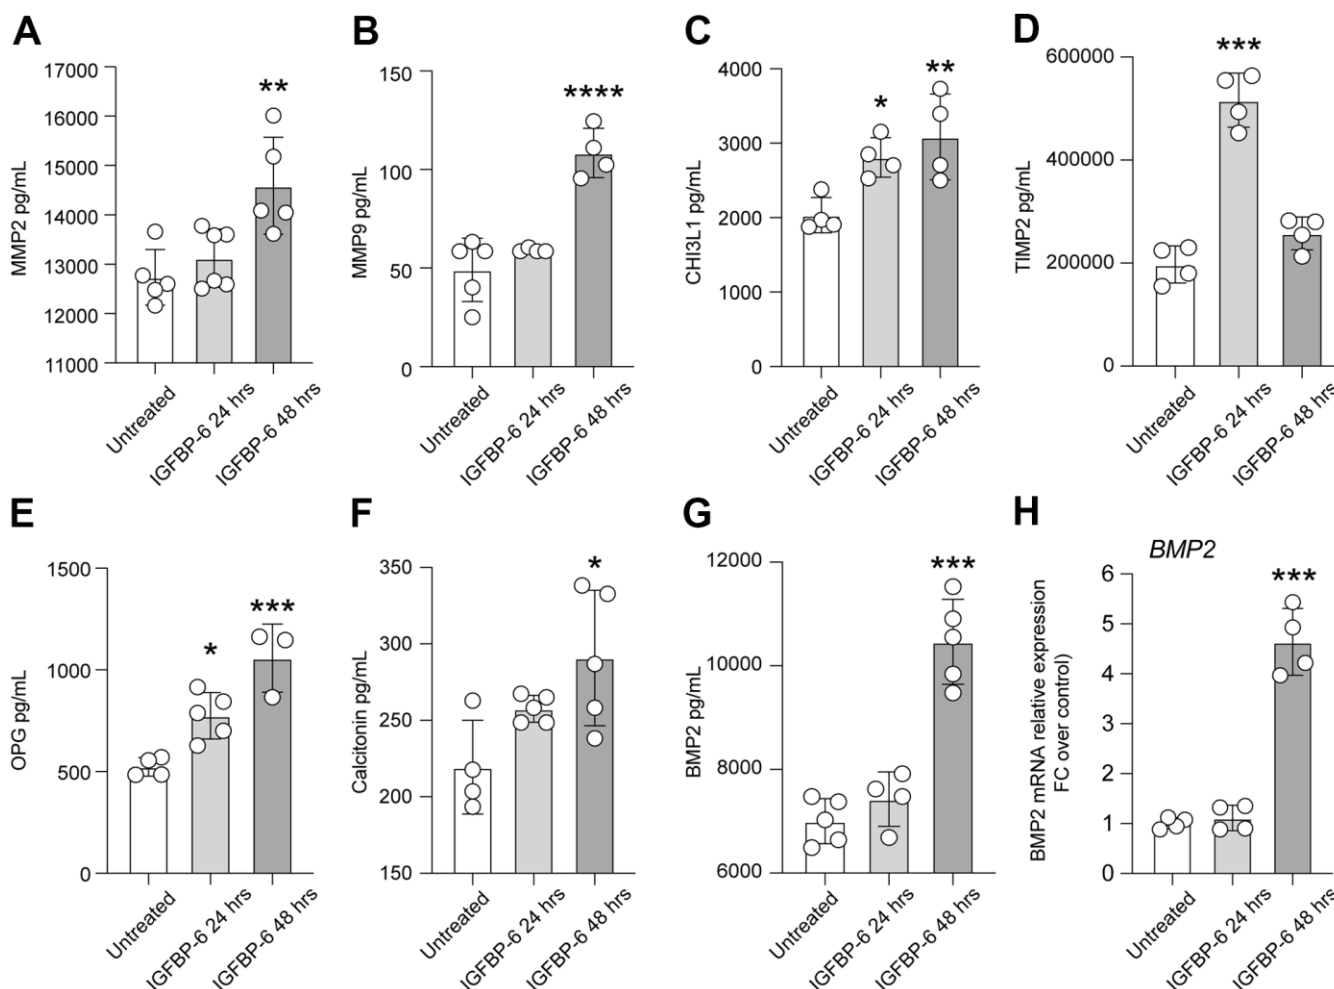 A
MMP2 pg/mL
17000
16000
15000
14000
13000
12000
11000
**
Untreated
IGFBP-6 24 hrs
IGFBP-6 48 hrs
B
MMP9 pg/mL
150
100
50
0
****
Untreated
IGFBP-6 24 hrs
IGFBP-6 48 hrs
C
CHI3L1 pg/mL
4000
3000
2000
1000
0
*
**
Untreated
IGFBP-6 24 hrs
IGFBP-6 48 hrs
D
TIMP2 pg/mL
600000
400000
200000
0
***
Untreated
IGFBP-6 24 hrs
IGFBP-6 48 hrs
E
OPG pg/mL
1500
1000
500
0
*
***
Untreated
IGFBP-6 24 hrs
IGFBP-6 48 hrs
F
Calcitonin pg/mL
350
300
250
200
150
*
Untreated
IGFBP-6 24 hrs
IGFBP-6 48 hrs
G
BMP2 pg/mL
12000
10000
8000
6000
***
Untreated
IGFBP-6 24 hrs
IGFBP-6 48 hrs
H
BMP2
BMP2 mRNA relative expression
FC over control)
6
5
4
3
2
1
0
***
Untreated
IGFBP-6 24 hrs
IGFBP-6 48 hrs